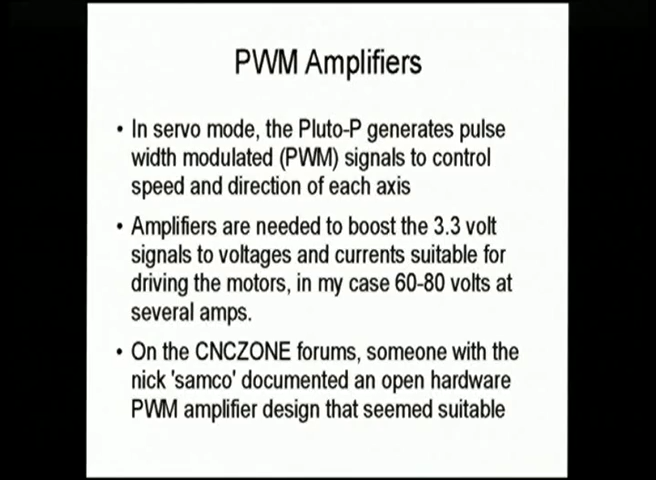 PWM Amplifiers
• In servo mode, the Pluto-P generates pulse
width modulated (PWM) signals to control
speed and direction of each axis
• Amplifiers are needed to boost the 3.3 volt
signals to voltages and currents suitable for
driving the motors, in my case 60-80 volts at
several amps.
• On the CNCZONE forums, someone with the
nick 'samco' documented an open hardware
PWM amplifier design that seemed suitable